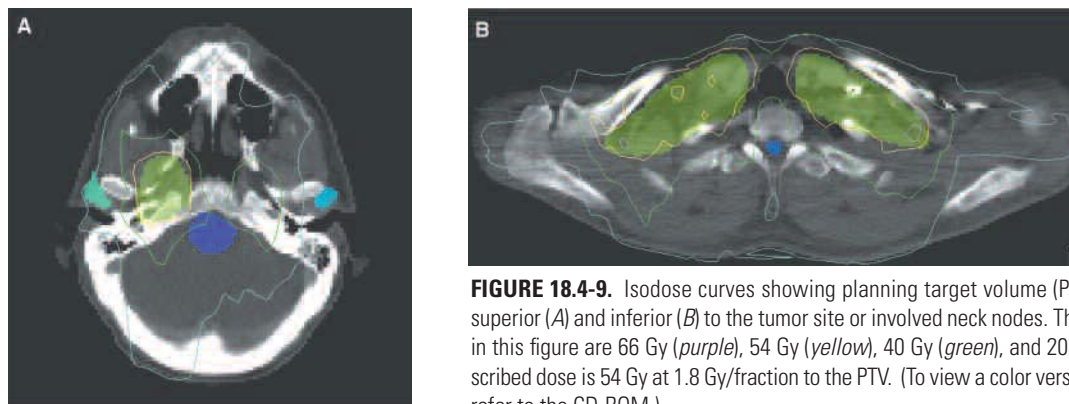 A
B
FIGURE 18.4-9. Isodose curves showing planning target volume
superior (A) and inferior (B) to the tumor site or involved neck nodes.
in this figure are 66 Gy (purple), 54 Gy (yellow), 40 Gy (green), and 20
scribed dose is 54 Gy at 1.8 Gy/fraction to the PTV. (To view a color
refer to the CD-ROM.)